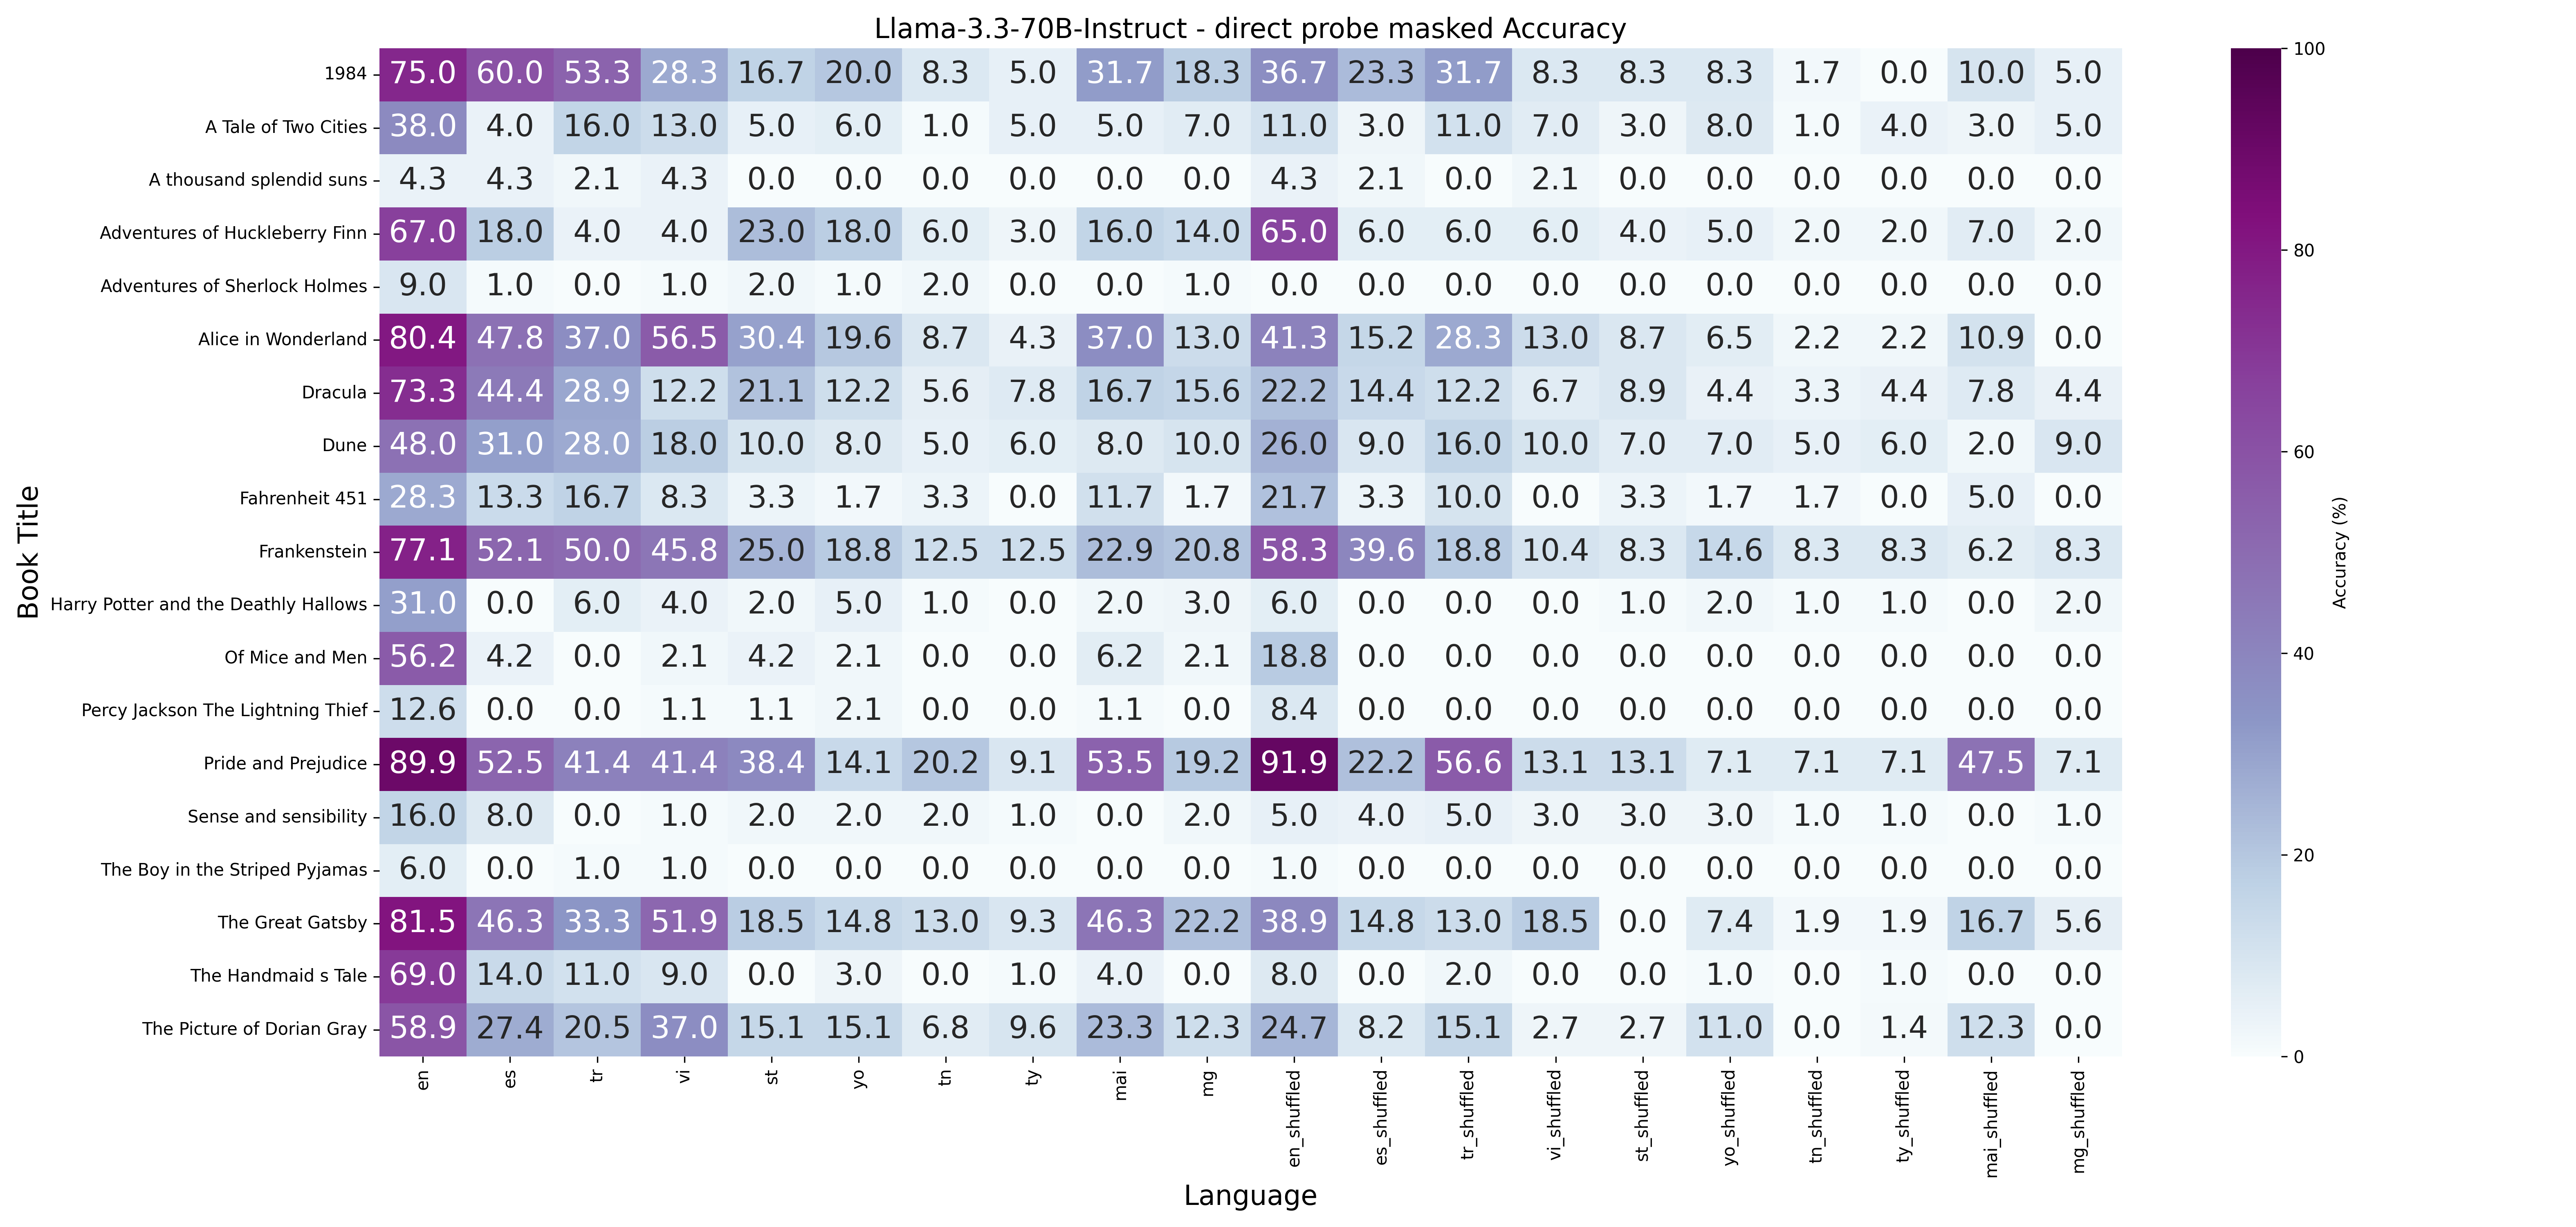 Llama-3.3-70B-Instruct - direct probe masked Accuracy
Book Title
1984 75.0 60.0 53.3 28.3 16.7 20.0 8.3 5.0 31.7 18.3 36.7 23.3 31.7 8.3 8.3 8.3 1.7 0.0 10.0 5.0
A Tale of Two Cities 38.0 4.0 16.0 13.0 5.0 6.0 1.0 5.0 5.0 7.0 11.0 3.0 11.0 7.0 3.0 8.0 1.0 4.0 3.0 5.0
A thousand splendid suns 4.3 4.3 2.1 4.3 0.0 0.0 0.0 0.0 0.0 0.0 4.3 2.1 0.0 2.1 0.0 0.0 0.0 0.0 0.0 0.0
Adventures of Huckleberry Finn 67.0 18.0 4.0 4.0 23.0 18.0 6.0 3.0 16.0 14.0 65.0 6.0 6.0 6.0 4.0 5.0 2.0 2.0 7.0 2.0
Adventures of Sherlock Holmes 9.0 1.0 0.0 1.0 2.0 1.0 2.0 0.0 0.0 1.0 0.0 0.0 0.0 0.0 0.0 0.0 0.0 0.0 0.0 0.0
Alice in Wonderland 80.4 47.8 37.0 56.5 30.4 19.6 8.7 4.3 37.0 13.0 41.3 15.2 28.3 13.0 8.7 6.5 2.2 2.2 10.9 0.0
Dracula 73.3 44.4 28.9 12.2 21.1 12.2 5.6 7.8 16.7 15.6 22.2 14.4 12.2 6.7 8.9 4.4 3.3 4.4 7.8 4.4
Dune 48.0 31.0 28.0 18.0 10.0 8.0 5.0 6.0 8.0 10.0 26.0 9.0 16.0 10.0 7.0 7.0 5.0 6.0 2.0 9.0
Fahrenheit 451 28.3 13.3 16.7 8.3 3.3 1.7 3.3 0.0 11.7 1.7 21.7 3.3 10.0 0.0 3.3 1.7 1.7 0.0 5.0 0.0
Frankenstein 77.1 52.1 50.0 45.8 25.0 18.8 12.5 12.5 22.9 20.8 58.3 39.6 18.8 10.4 8.3 14.6 8.3 8.3 6.2 8.3
Harry Potter and the Deathly Hallows 31.0 0.0 6.0 4.0 2.0 5.0 1.0 0.0 2.0 3.0 6.0 0.0 0.0 0.0 1.0 2.0 1.0 1.0 0.0 2.0
Of Mice and Men 56.2 4.2 0.0 2.1 4.2 2.1 0.0 0.0 6.2 2.1 18.8 0.0 0.0 0.0 0.0 0.0 0.0 0.0 0.0 0.0
Percy Jackson The Lightning Thief 12.6 0.0 0.0 1.1 1.1 2.1 0.0 0.0 1.1 0.0 8.4 0.0 0.0 0.0 0.0 0.0 0.0 0.0 0.0 0.0
Pride and Prejudice 89.9 52.5 41.4 41.4 38.4 14.1 20.2 9.1 53.5 19.2 91.9 22.2 56.6 13.1 13.1 7.1 7.1 7.1 47.5 7.1
Sense and sensibility 16.0 8.0 0.0 1.0 2.0 2.0 2.0 1.0 0.0 2.0 5.0 4.0 5.0 3.0 3.0 3.0 1.0 1.0 0.0 1.0
The Boy in the Striped Pyjamas 6.0 0.0 1.0 1.0 0.0 0.0 0.0 0.0 0.0 0.0 1.0 0.0 0.0 0.0 0.0 0.0 0.0 0.0 0.0 0.0
The Great Gatsby 81.5 46.3 33.3 51.9 18.5 14.8 13.0 9.3 46.3 22.2 38.9 14.8 13.0 18.5 0.0 7.4 1.9 1.9 16.7 5.6
The Handmaid s Tale 69.0 14.0 11.0 9.0 0.0 3.0 0.0 1.0 4.0 0.0 8.0 0.0 2.0 0.0 0.0 1.0 0.0 1.0 0.0 0.0
The Picture of Dorian Gray 58.9 27.4 20.5 37.0 15.1 15.1 6.8 9.6 23.3 12.3 24.7 8.2 15.1 2.7 2.7 11.0 0.0 1.4 12.3 0.0
en es tr vi st yo tn ty mai mg en_shuffled es_shuffled tr_shuffled vi_shuffled st_shuffled yo_shuffled tn_shuffled ty_shuffled mai_shuffled mg_shuffled
Language
100
80
60
40
20
0
Accuracy (%)